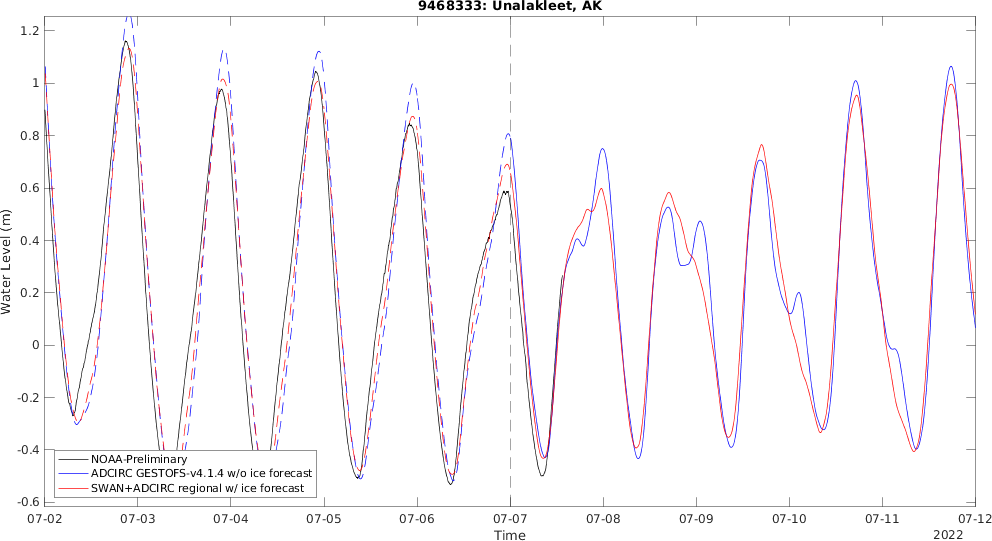 9468333: Unalakleet, AK
Water Level (m)
1.2
1
0.8
0.6
0.4
0.2
0
-0.2
-0.4
-0.6
NOAA-Preliminary
ADCIRC GESTOFS-v4.1.4 w/o ice forecast
SWAN+ADCIRC regional w/ ice forecast
07-02 07-03 07-04 07-05 07-06 07-07 07-08 07-09 07-10 07-11 07-12
Time
2022